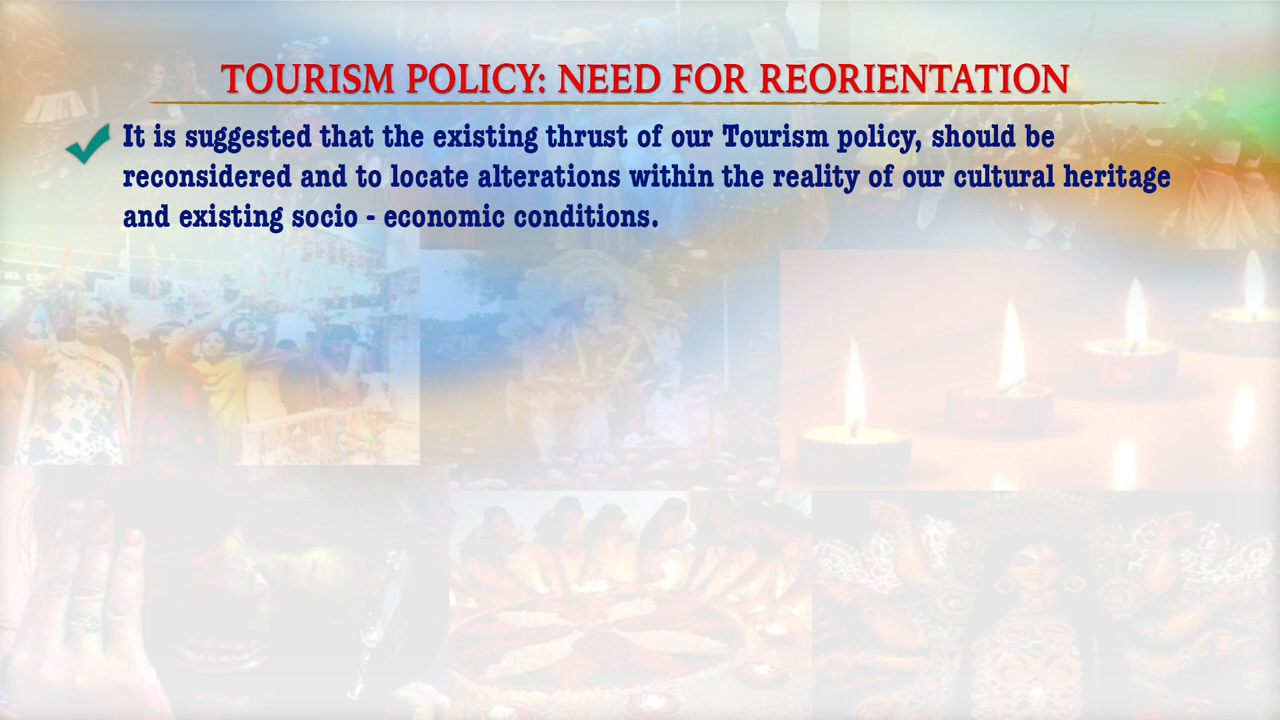 TOURISM POLICY: NEED FOR REORIENTATION
It is suggested that the existing thrust of our Tourism policy, should be
reconsidered and to locate alterations within the reality of our cultural heritage
and existing socio - economic conditions.